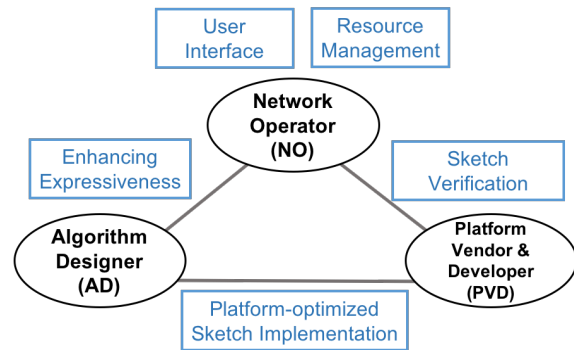 User
Interface
Resource
Management
Network
Operator
(NO)
Enhancing
Expressiveness
Sketch
Verification
Algorithm
Designer
(AD)
Platform
Vendor &
Developer
(PVD)
Platform-optimized
Sketch Implementation